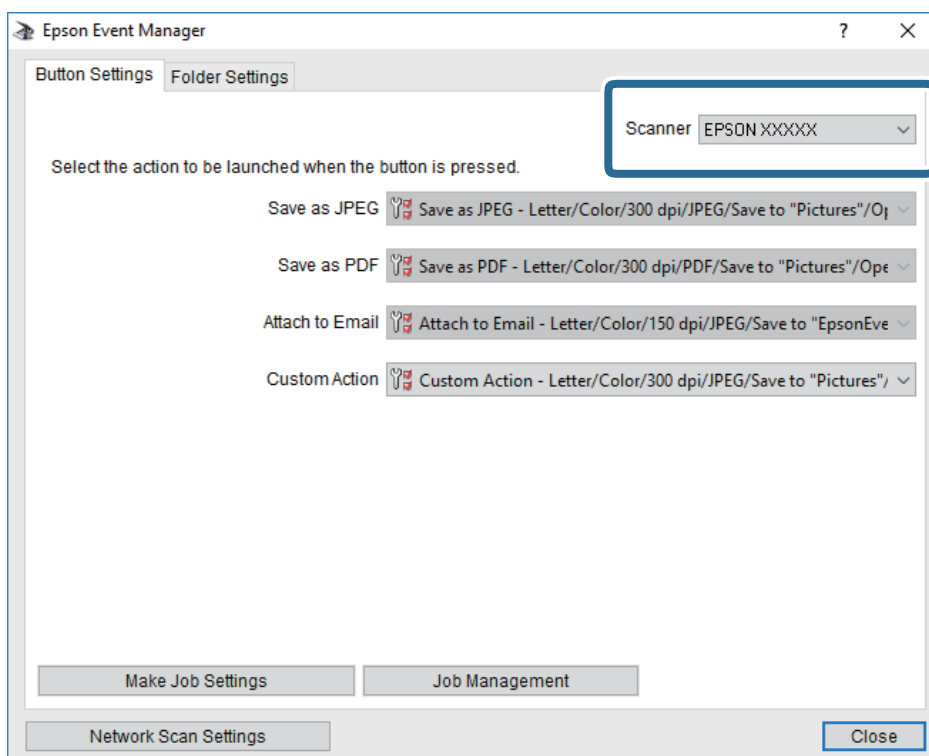 Epson Event Manager
Button Settings Folder Settings
Scanner EPSON XXXXX
Select the action to be launched when the button is pressed.
Save as JPEG Save as JPEG - Letter/Color/300 dpi/JPEG/Save to "Pictures"/Op
Save as PDF Save as PDF - Letter/Color/300 dpi/PDF/Save to "Pictures"/Ope
Attach to Email Attach to Email - Letter/Color/150 dpi/JPEG/Save to "EpsonEve
Custom Action Custom Action - Letter/Color/300 dpi/JPEG/Save to "Pictures"/
Make Job Settings Job Management
Network Scan Settings Close